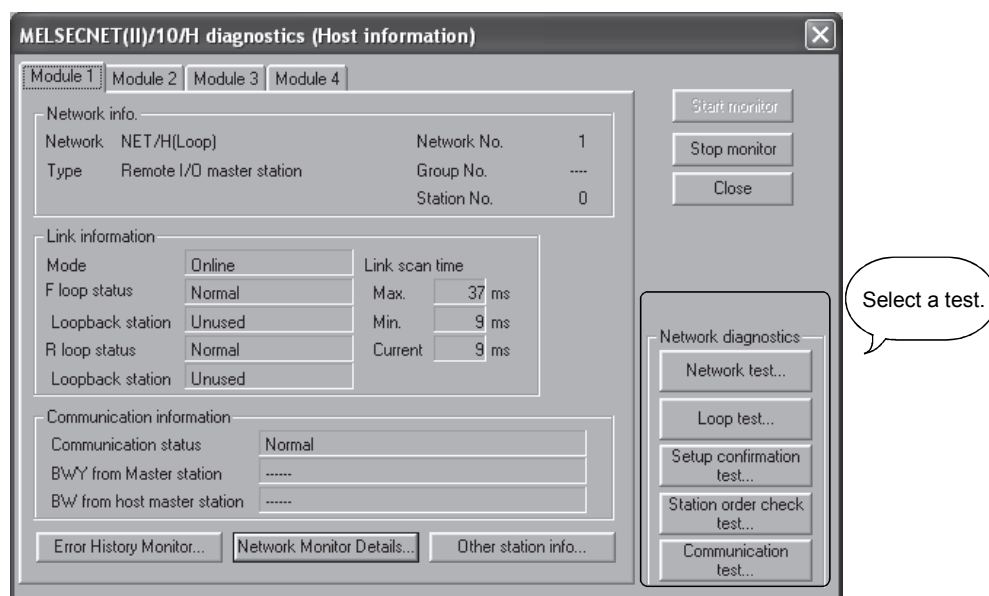 MELSECNET(II)/10/H diagnostics (Host information)
Module 1 Module 2 Module 3 Module 4
Network info.
Network NET/H(Loop) Network No. 1
Type Remote I/O master station Group No. ----
Station No. 0
Start monitor
Stop monitor
Close
Link information
Mode Online Link scan time
F loop status Normal Max. 37 ms
Loopback station Unused Min. 9 ms
R loop status Normal Current 9 ms
Loopback station Unused
Communication information
Communication status Normal
BWY from Master station ------
BW from host master station ------
Error History Monitor... Network Monitor Details... Other station info...
Network diagnostics
Network test...
Loop test...
Setup confirmation
test...
Station order check
test...
Communication
test...
Select a test.